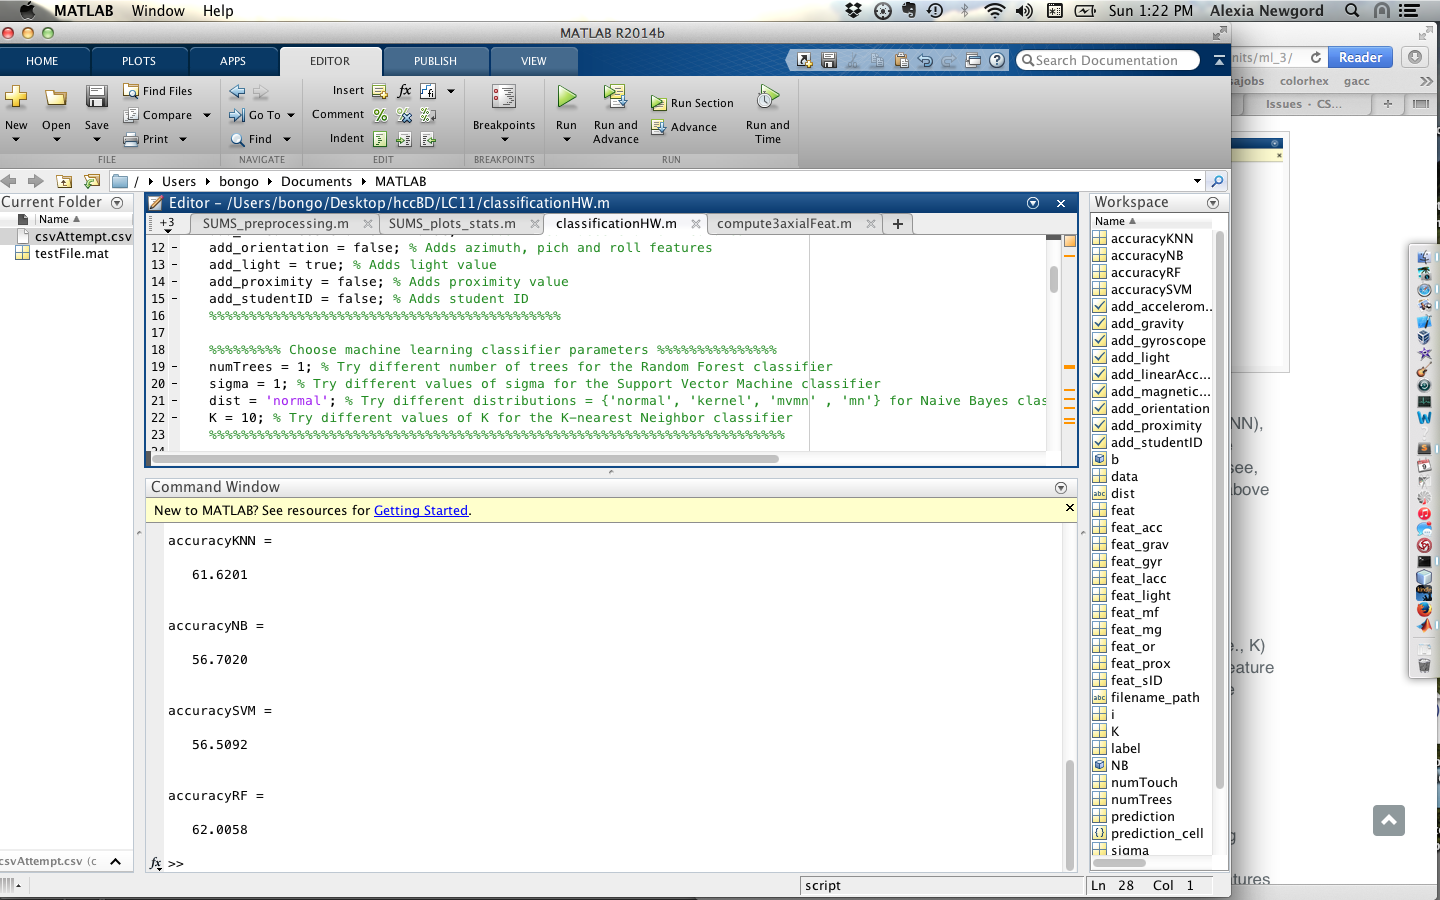 MATLAB Window Help Sun 1:22 PM Alexia Newgord
MATLAB R2014b
HOME PLOTS APPS EDITOR PUBLISH VIEW Search Documentation
nits/ml_3/ Reader
sajobs colorhex gacc
Issues · CS...
New Open Save Find Files Compare Print
Go To Find
Insert Comment Indent
Breakpoints Run Run and Advance Run Section Advance Run and Time
FILE NAVIGATE EDIT BREAKPOINTS RUN
/ Users bongo Documents MATLAB
Current Folder
Name
csvAttempt.csv
testFile.mat
csvAttempt.csv (c
Editor - /Users/bongo/Desktop/hccBD/LC11/classificationHW.m
+3 SUMS_preprocessing.m SUMS_plots_stats.m classificationHW.m compute3axialFeat.m
12 add_orientation = false; % Adds azimuth, pich and roll features
13 add_light = true; % Adds light value
14 add_proximity = false; % Adds proximity value
15 add_studentID = false; % Adds student ID
16 %%%%%%%%%%%%%%%%%%%%%%%%%%%%%%%%%%%%%%%%%%%%
17
18 %%%%%%%%% Choose machine learning classifier parameters %%%%%%%%%%%%%%%
19 numTrees = 1; % Try different number of trees for the Random Forest classifier
20 sigma = 1; % Try different values of sigma for the Support Vector Machine classifier
21 dist = 'normal'; % Try different distributions = {'normal', 'kernel', 'mvmn' , 'mn'} for Naive Bayes clas
22 K = 10; % Try different values of K for the K-nearest Neighbor classifier
23 %%%%%%%%%%%%%%%%%%%%%%%%%%%%%%%%%%%%%%%%%%%%%%%%%%%%%%%%%%%%%%%%%%%%%%%%%%
Command Window
New to MATLAB? See resources for Getting Started.
accuracyKNN =
61.6201
accuracyNB =
56.7020
accuracySVM =
56.5092
accuracyRF =
62.0058
fx >>
Workspace
Name
accuracyKNN
accuracyNB
accuracyRF
accuracySVM
add_accelerom...
add_gravity
add_gyroscope
add_light
add_linearAcc...
add_magnetic...
add_orientation
add_proximity
add_studentID
b
data
dist
feat
feat_acc
feat_grav
feat_gyr
feat_lacc
feat_light
feat_mf
feat_mg
feat_or
feat_prox
feat_sID
filename_path
i
K
label
NB
numTouch
numTrees
prediction
prediction_cell
sigma
NN),
see,
above
e., K)
eature
tures
script Ln 28 Col 1